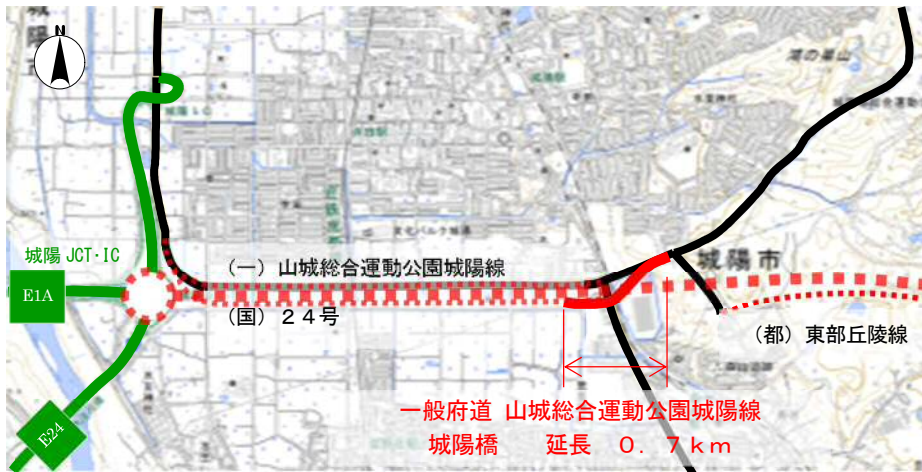 N
城陽 JCT･IC
E1A
E24
(一) 山城総合運動公園城陽線
(国) 24号
城陽市
(都) 東部丘陵線
一般府道 山城総合運動公園城陽線
城陽橋　延長　0．7km